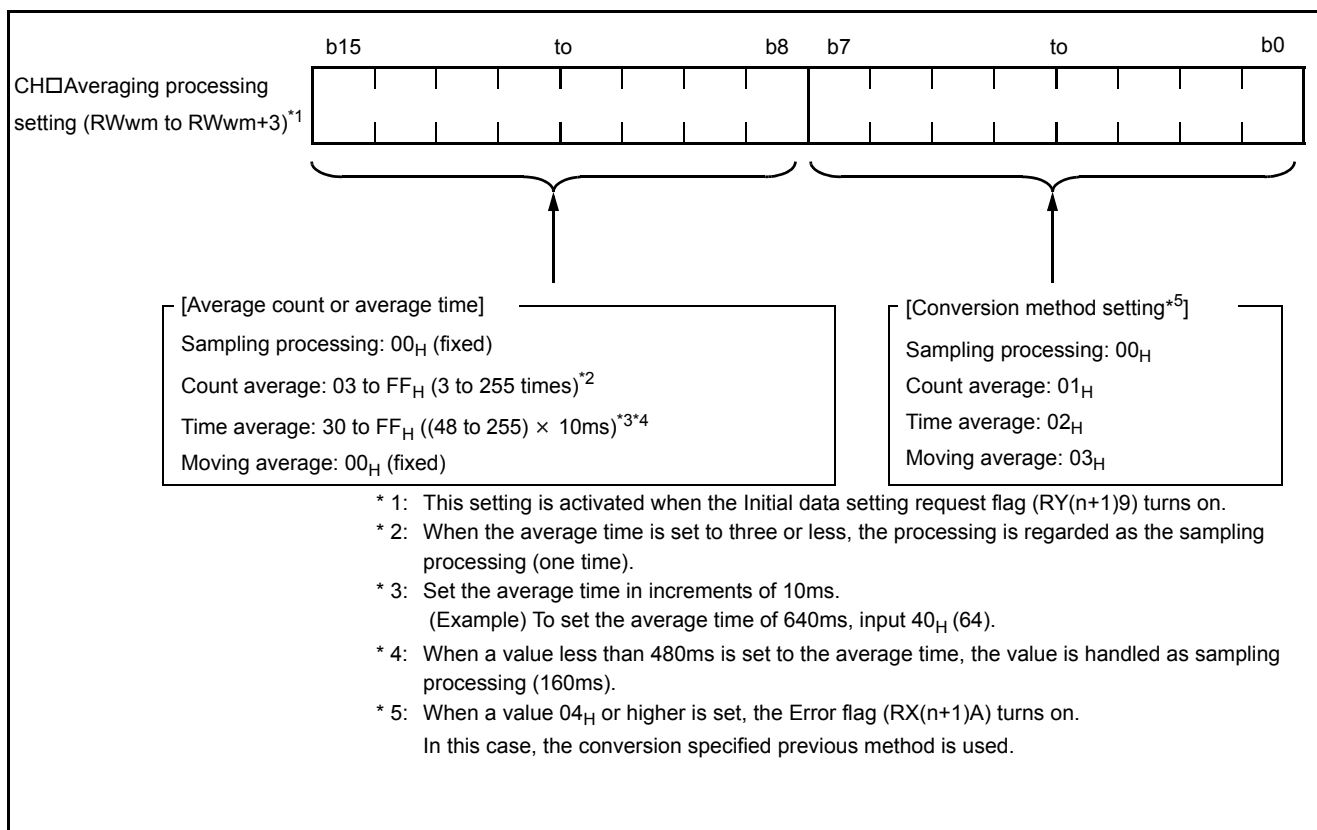 b15 to b8 b7 to b0
CH□Averaging processing
setting (RWwm to RWwm+3)*1
[Average count or average time]
Sampling processing: 00H (fixed)
Count average: 03 to FFH (3 to 255 times)*2
Time average: 30 to FFH ((48 to 255) × 10ms)*3*4
Moving average: 00H (fixed)
[Conversion method setting*5]
Sampling processing: 00H
Count average: 01H
Time average: 02H
Moving average: 03H
* 1: This setting is activated when the Initial data setting request flag (RY(n+1)9) turns on.
* 2: When the average time is set to three or less, the processing is regarded as the sampling
processing (one time).
* 3: Set the average time in increments of 10ms.
(Example) To set the average time of 640ms, input 40H (64).
* 4: When a value less than 480ms is set to the average time, the value is handled as sampling
processing (160ms).
* 5: When a value 04H or higher is set, the Error flag (RX(n+1)A) turns on.
In this case, the conversion specified previous method is used.